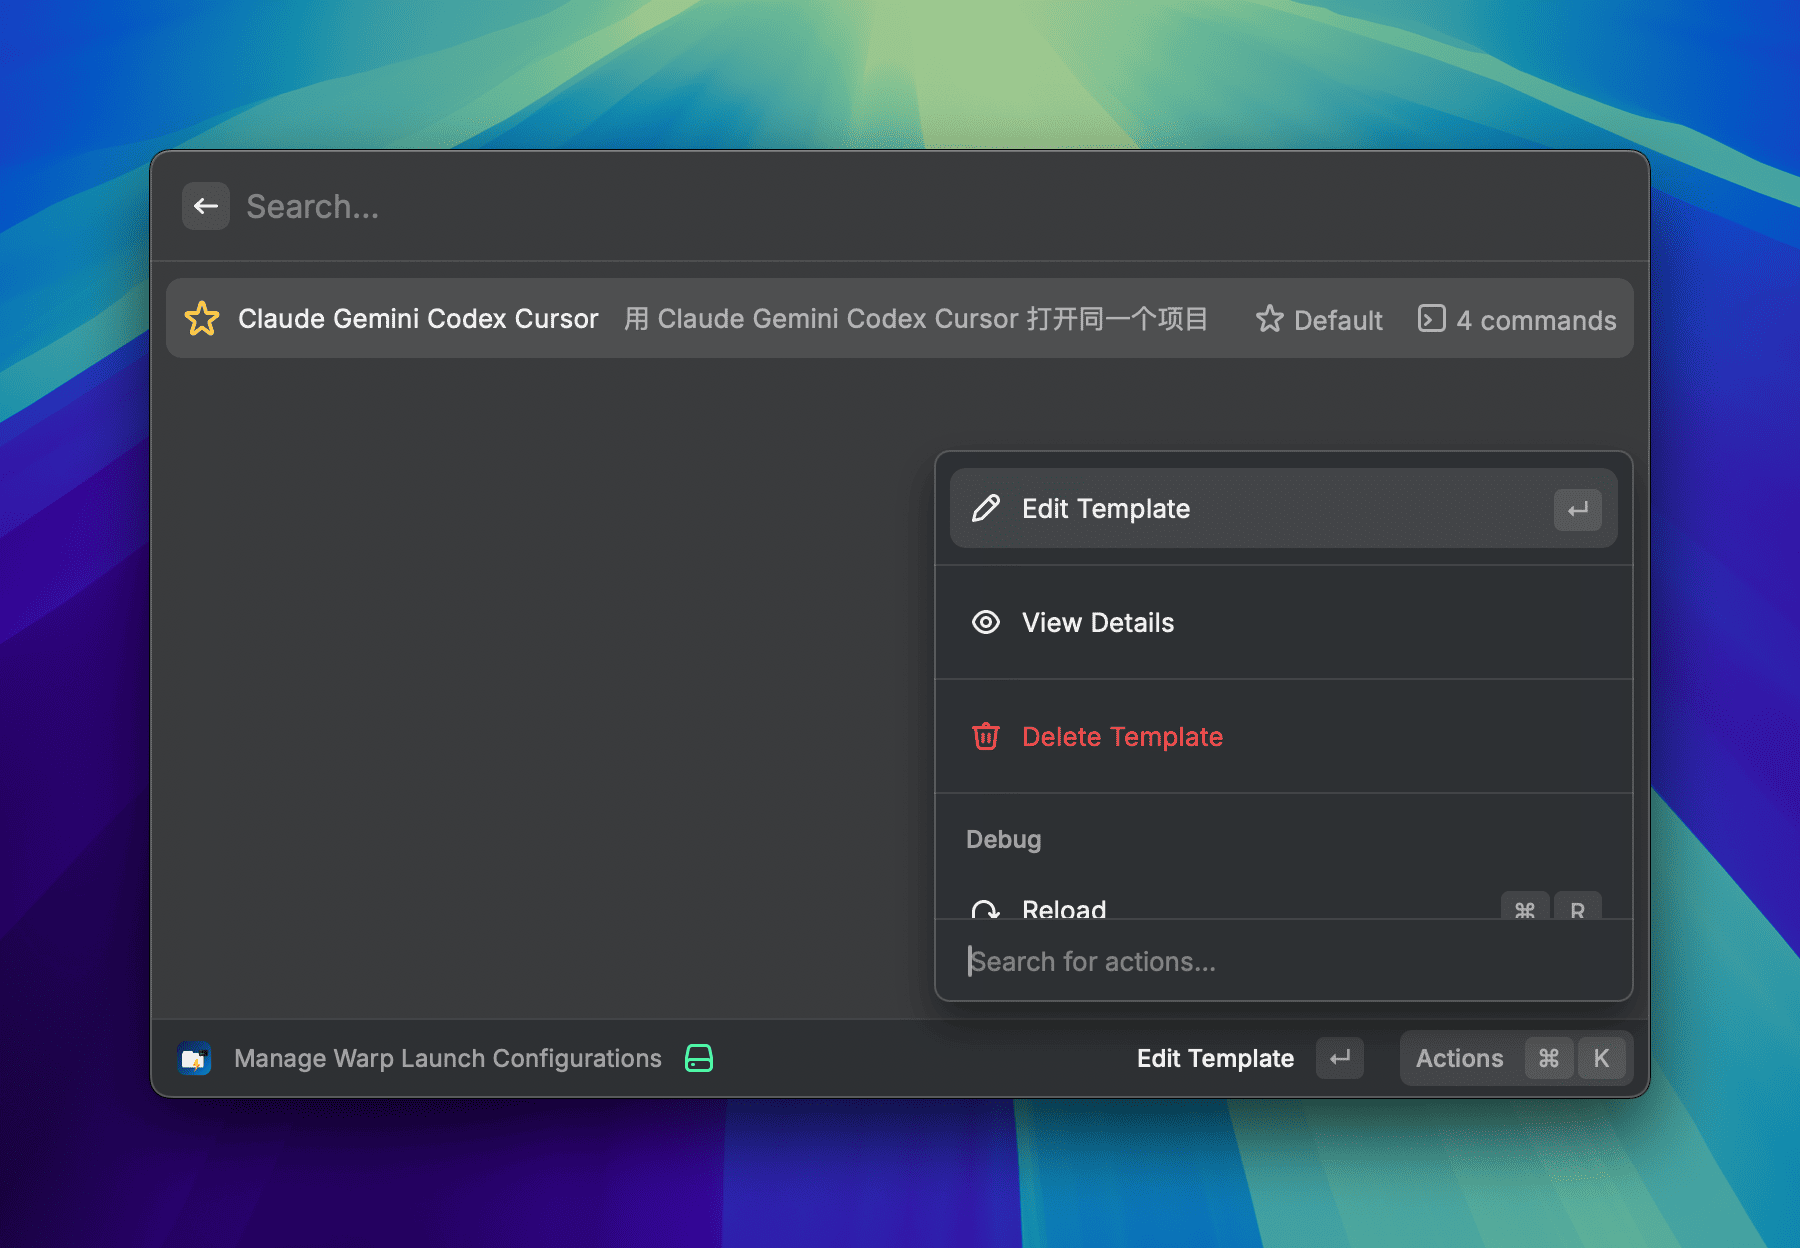 Search...
Claude Gemini Codex Cursor 用 Claude Gemini Codex Cursor 打开同一个项目 Default 4 commands
Edit Template
View Details
Delete Template
Debug
Reload ⌘ R
Search for actions...
Manage Warp Launch Configurations Edit Template Actions ⌘ K